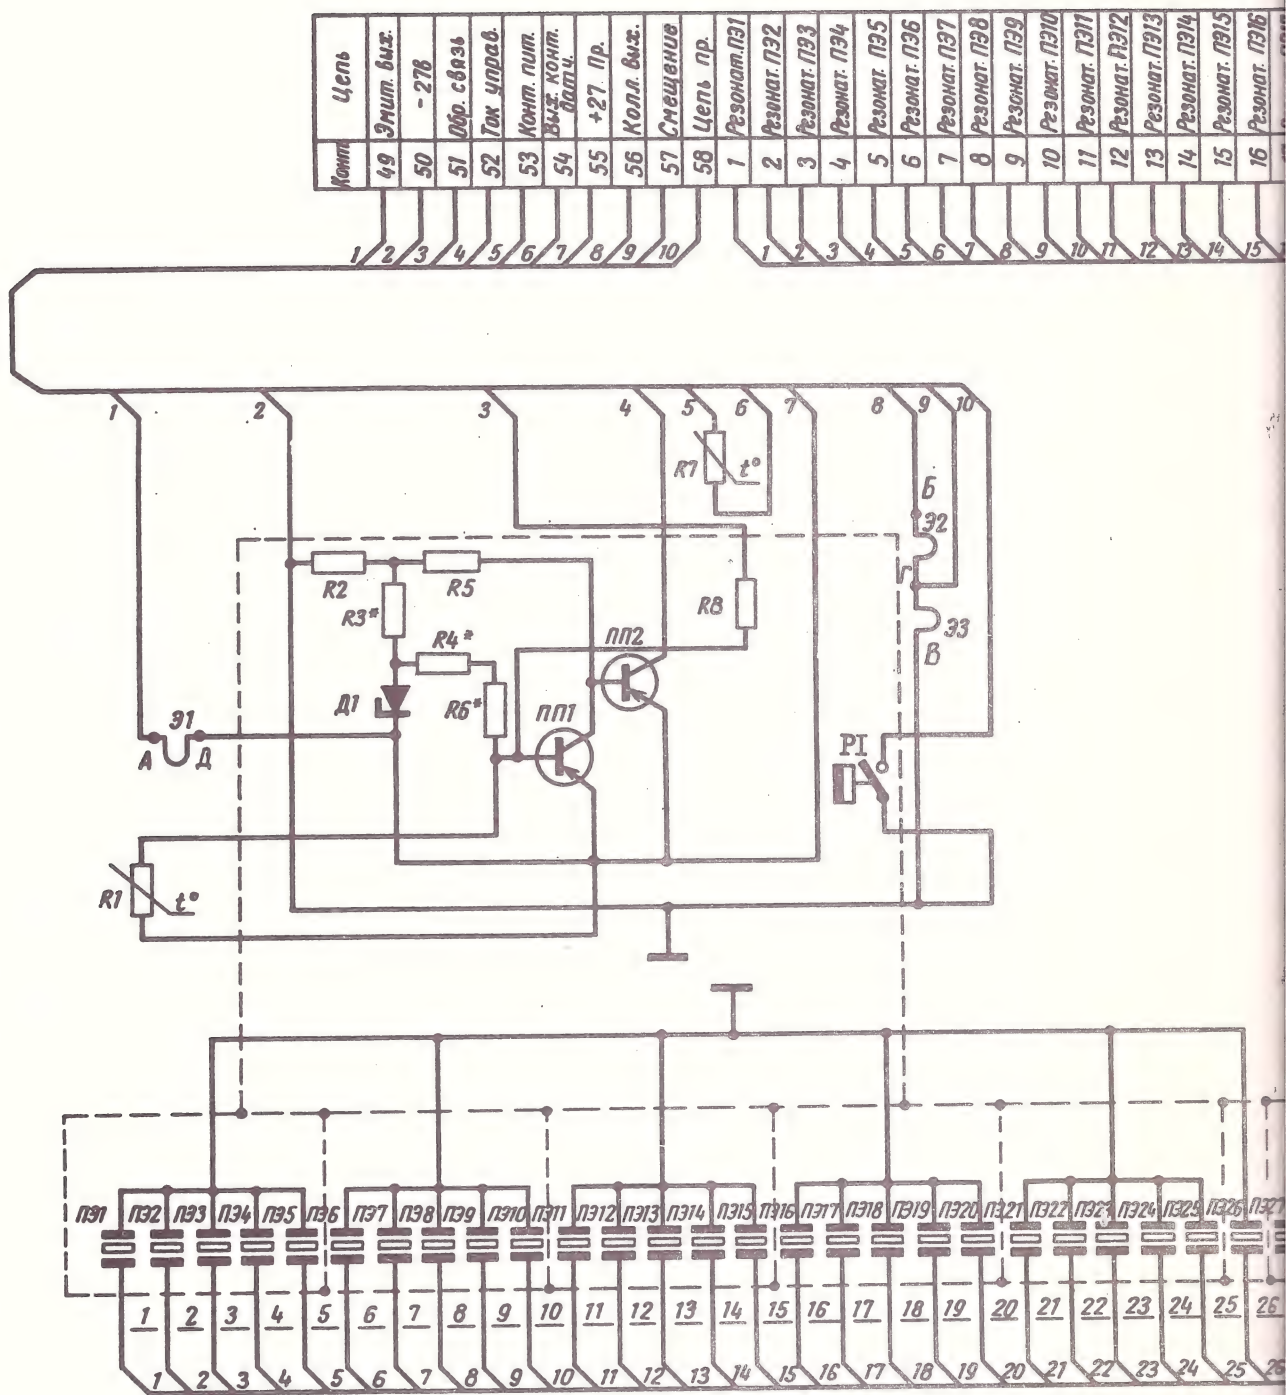 Конт Цепь
49 Эмит. вых.
50 - 27В
51 Обр. связь
52 Ток управ.
53 Конт. пит.
54 Вых. конт. датч.
55 +27 Пр.
56 Колл. вых.
57 Смещение
58 Цепь пр.
1 Резонат. ПЭ1
2 Резонат. ПЭ2
3 Резонат. ПЭ3
4 Резонат. ПЭ4
5 Резонат. ПЭ5
6 Резонат. ПЭ6
7 Резонат. ПЭ7
8 Резонат. ПЭ8
9 Резонат. ПЭ9
10 Резонат. ПЭ10
11 Резонат. ПЭ11
12 Резонат. ПЭ12
13 Резонат. ПЭ13
14 Резонат. ПЭ14
15 Резонат. ПЭ15
16 Резонат. ПЭ16
1 2 3 4 5 6 7 8 9 10 1 2 3 4 5 6 7 8 9 10 11 12 13 14 15
1 2 3 4 5 6 7 8 9 10
R7 t°
Б
Э2
Г
R2 R5
R3* R8
Э3
ПП2
R4*
В
Д1 R6* ПП1
Э1
А Д
Р1
R1 t°
ПЭ1 ПЭ2 ПЭ3 ПЭ4 ПЭ5 ПЭ6 ПЭ7 ПЭ8 ПЭ9 ПЭ10 ПЭ11 ПЭ12 ПЭ13 ПЭ14 ПЭ15 ПЭ16 ПЭ17 ПЭ18 ПЭ19 ПЭ20 ПЭ21 ПЭ22 ПЭ23 ПЭ24 ПЭ25 ПЭ26 ПЭ27
1 2 3 4 5 6 7 8 9 10 11 12 13 14 15 16 17 18 19 20 21 22 23 24 25 26
1 2 3 4 5 6 7 8 9 10 11 12 13 14 15 16 17 18 19 20 21 22 23 24 25 26